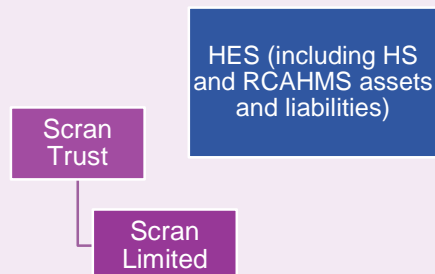 HES (including HS
and RCAHMS assets
and liabilities)
Scran
Trust
Scran
Limited